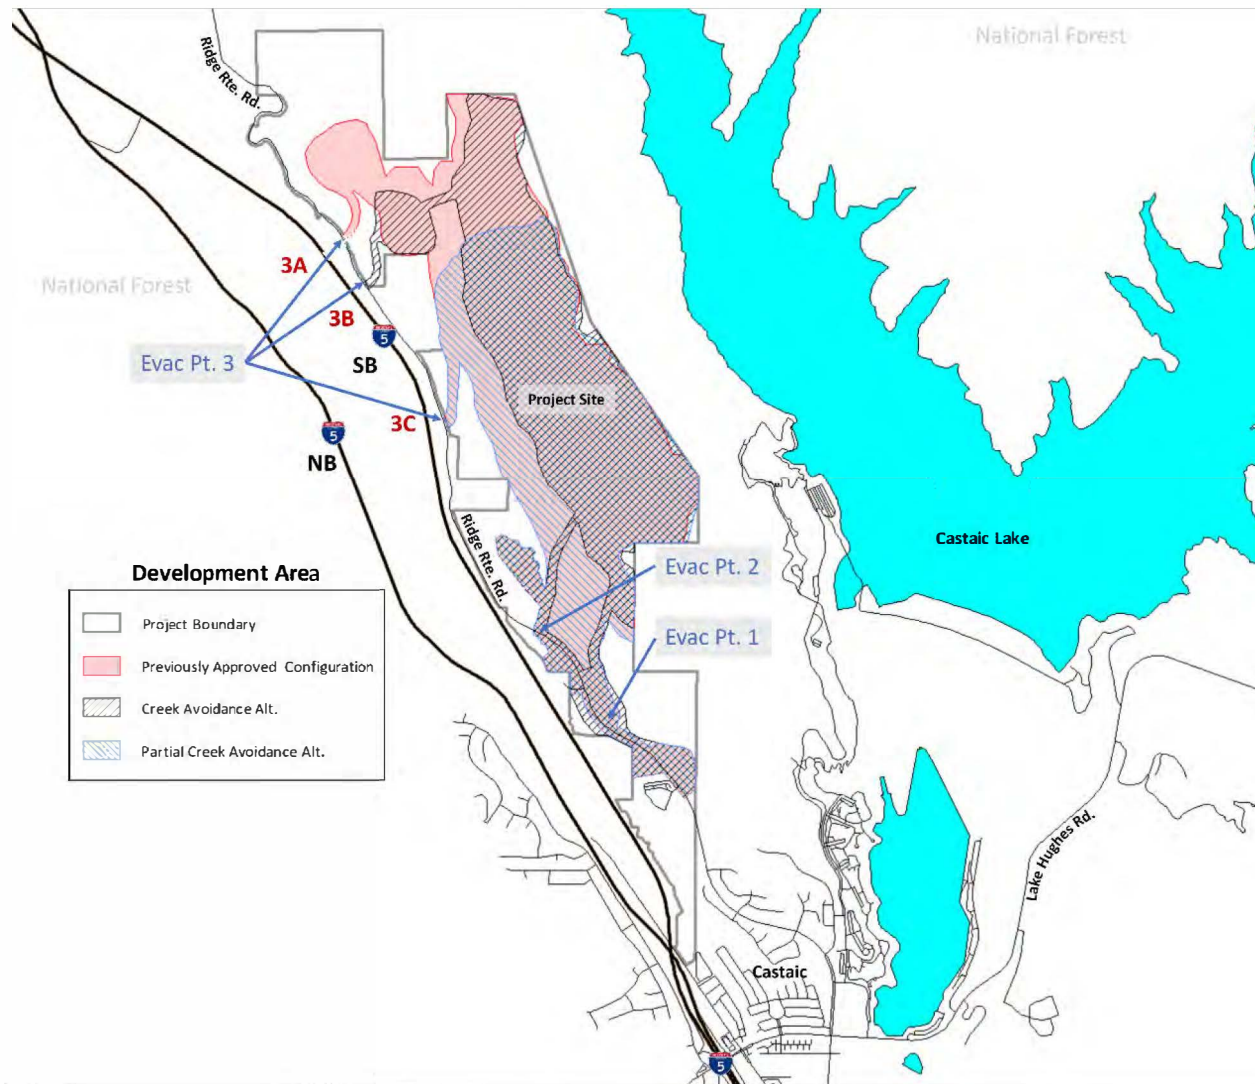 National Forest
Ridge Rte. Rd.
3A
National Forest
3B
5
Evac Pt. 3
SB
Project Site
3C
5
NB
Ridge Rte. Rd.
Castaic Lake
Evac Pt. 2
Development Area
Project Boundary
Evac Pt. 1
Previously Approved Configuration
Creek Avoidance Alt.
Partial Creek Avoidance Alt.
Lake Hughes Rd.
Castaic
5